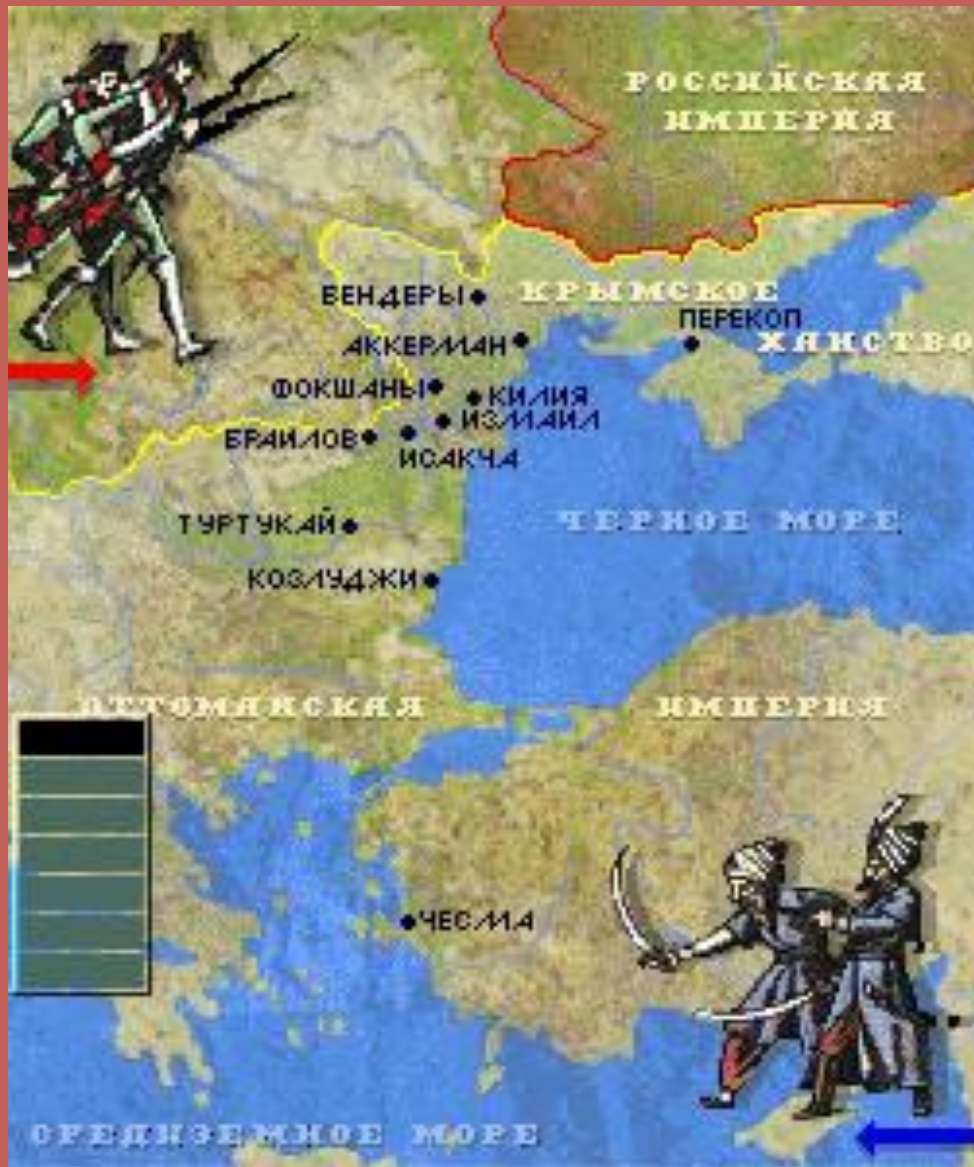 РОССИЙСКАЯ
ИМПЕРИЯ
ВЕНДЕРЫ
КРЫМСКОЕ
ПЕРЕКОП
АККЕРМАН
ХАНСТВО
ФОКШАНЫ
КИЛИЯ
ИЗМАИЛ
БРАИЛОВ
ИСАКЧА
ТУРТУКАЙ
ЧЕРНОЕ МОРЕ
КОЗЛУДЖИ
ОТТОМАНСКАЯ ИМПЕРИЯ
ЧЕСМА
СРЕДИЗЕМНОЕ МОРЕ